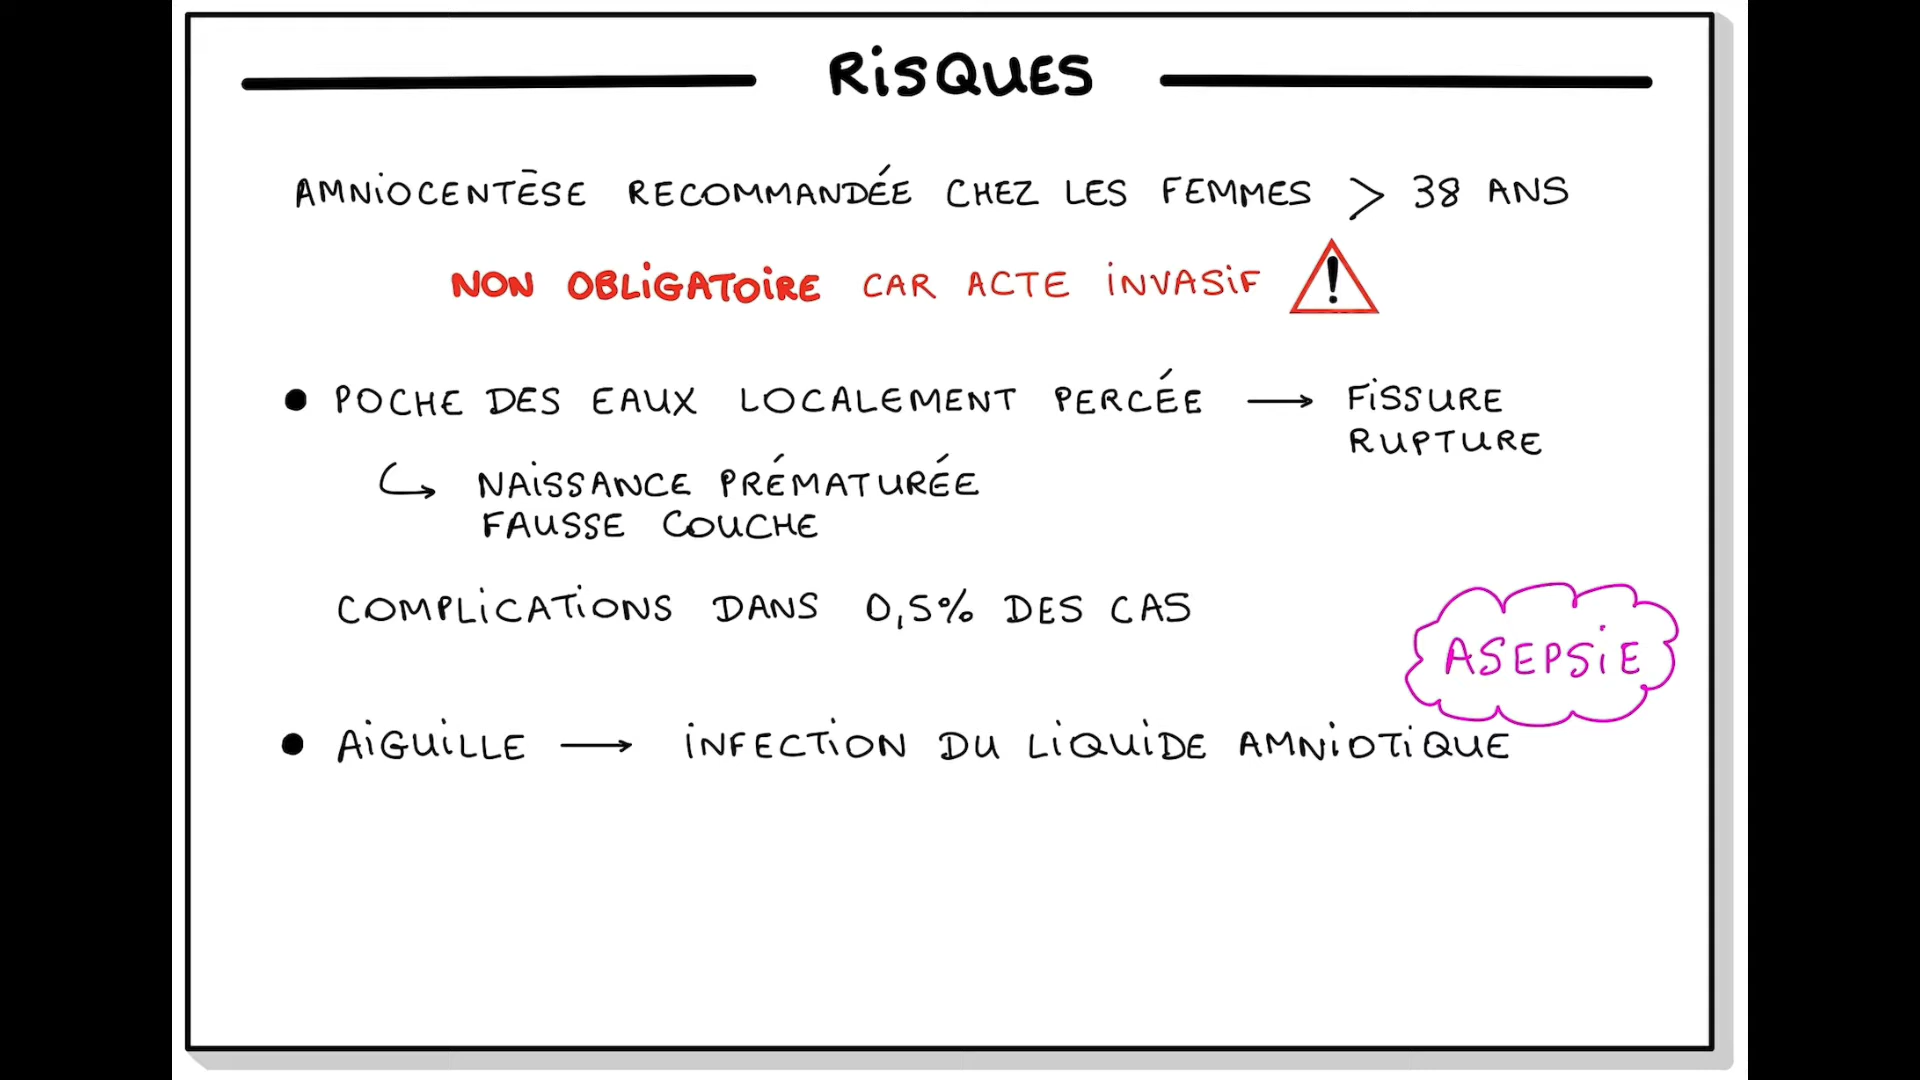 RiSQUES
AMNiOCENTĒSE RECOMMANDÉE CHEZ LES FEMMES > 38 ANS
NON OBLiGATOiRE CAR ACTE iNVASiF !
● POCHE DES EAUX LOCALEMENT PERCÉE → FiSSURE
RUPTURE
↪ NAiSSANCE PRÉMATURÉE
FAUSSE COUCHE
COMPLiCATiONS DANS 0,5% DES CAS
ASEPSiE
● AiGUiLLE → iNFECTiON DU LiQUiDE AMNiOTiQUE